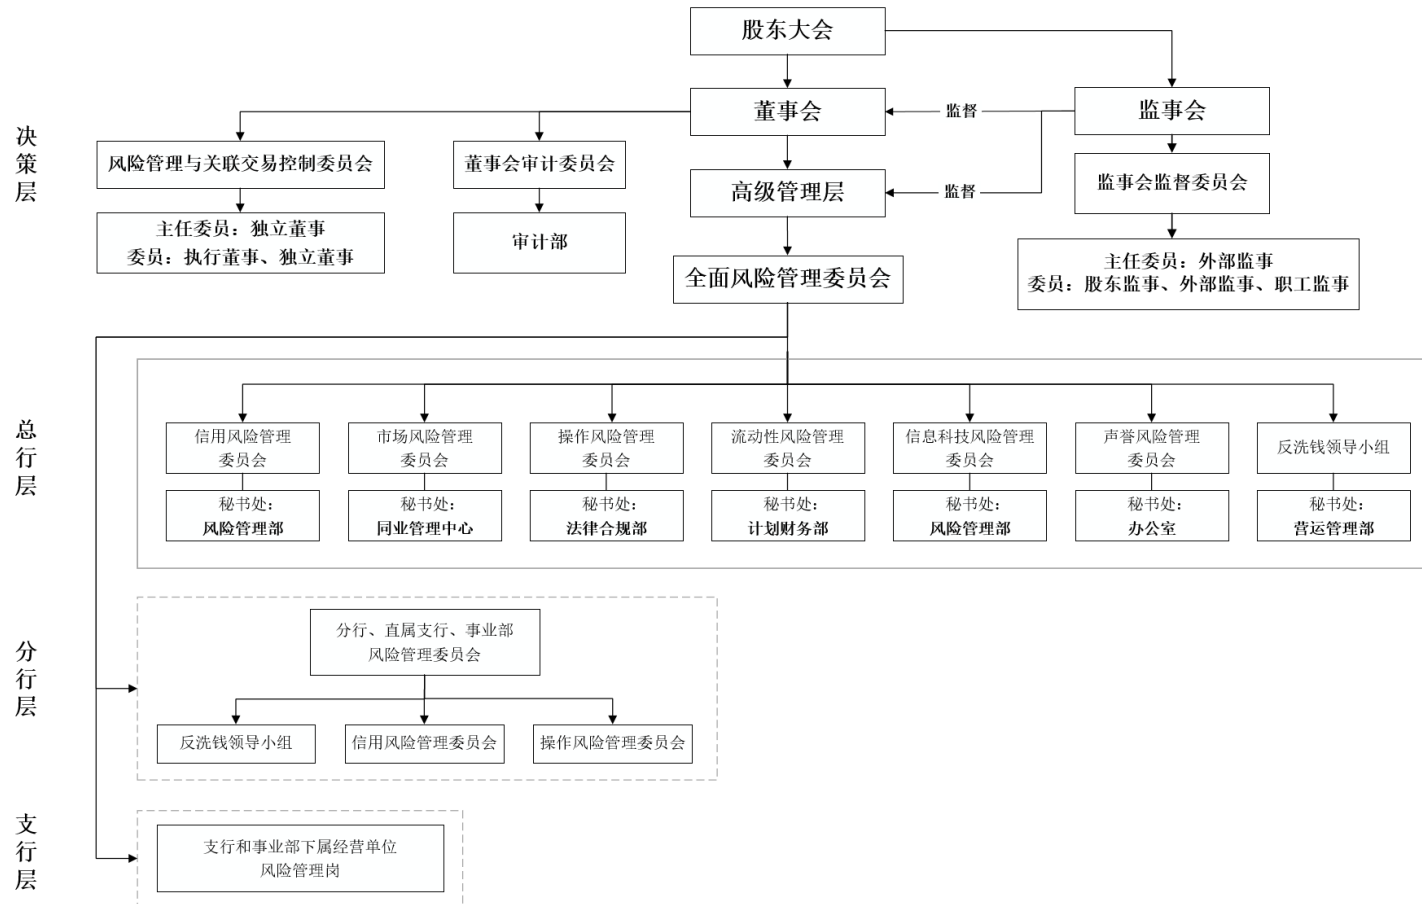 股东大会
决策层
董事会
监督
监事会
风险管理与关联交易控制委员会
董事会审计委员会
高级管理层
监督
监事会监督委员会
主任委员：独立董事
委员：执行董事、独立董事
审计部
全面风险管理委员会
主任委员：外部监事
委员：股东监事、外部监事、职工监事
总行层
信用风险管理
委员会
市场风险管理
委员会
操作风险管理
委员会
流动性风险管理
委员会
信息科技风险管理
委员会
声誉风险管理
委员会
反洗钱领导小组
秘书处：
风险管理部
秘书处：
同业管理中心
秘书处：
法律合规部
秘书处：
计划财务部
秘书处：
风险管理部
秘书处：
办公室
秘书处：
营运管理部
分行层
分行、直属支行、事业部
风险管理委员会
反洗钱领导小组
信用风险管理委员会
操作风险管理委员会
支行层
支行和事业部下属经营单位
风险管理岗